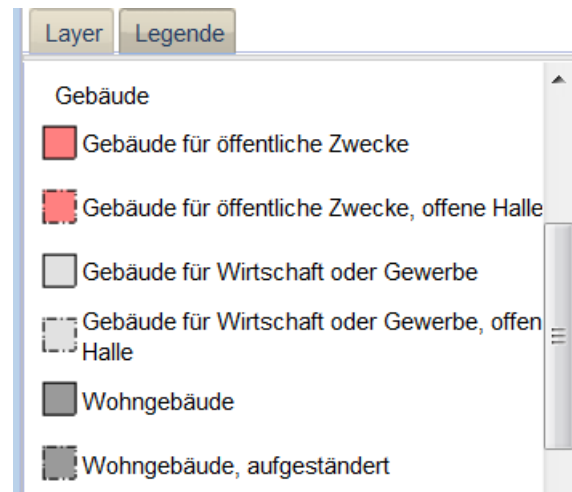 Layer Legende
Gebäude
Gebäude für öffentliche Zwecke
Gebäude für öffentliche Zwecke, offene Halle
Gebäude für Wirtschaft oder Gewerbe
Gebäude für Wirtschaft oder Gewerbe, offen
Halle
Wohngebäude
Wohngebäude, aufgeständert